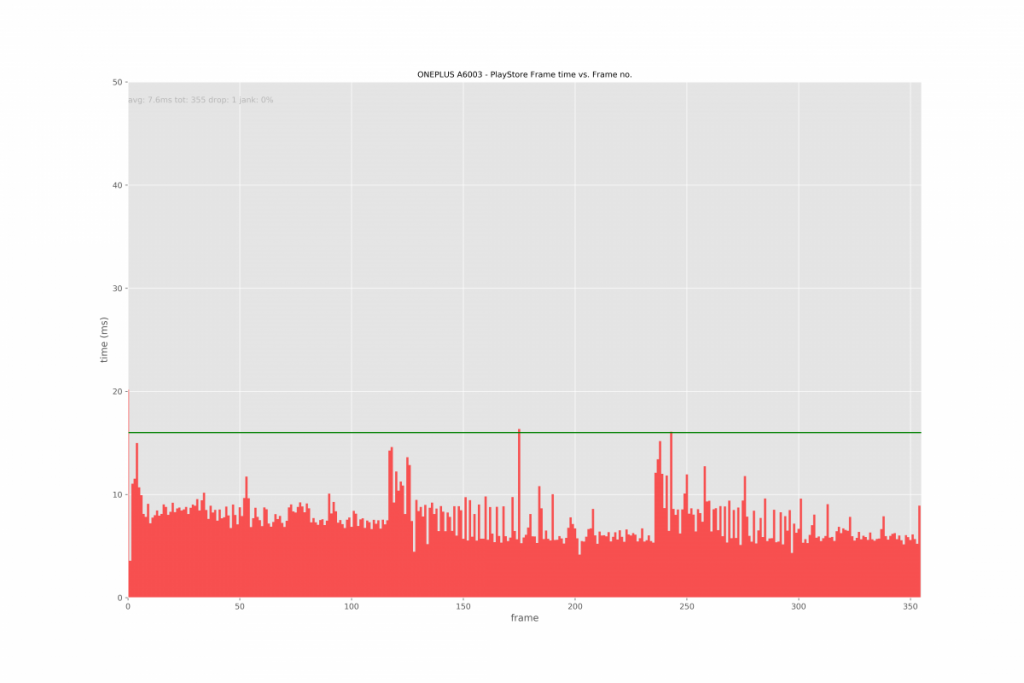 ONEPLUS A6003 - PlayStore Frame time vs. Frame no.
avg: 7.6ms tot: 355 drop: 1 jank: 0%
50
40
30
20
10
0
time (ms)
0 50 100 150 200 250 300 350
frame